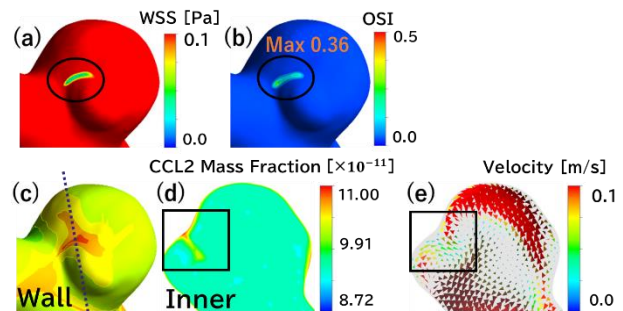 (a) WSS [Pa]
0.1
0.0
(b) OSI
Max 0.36
0.5
0.0
(c) Wall
(d) CCL2 Mass Fraction [×10⁻¹¹]
Inner
11.00
9.91
8.72
(e) Velocity [m/s]
0.1
0.0